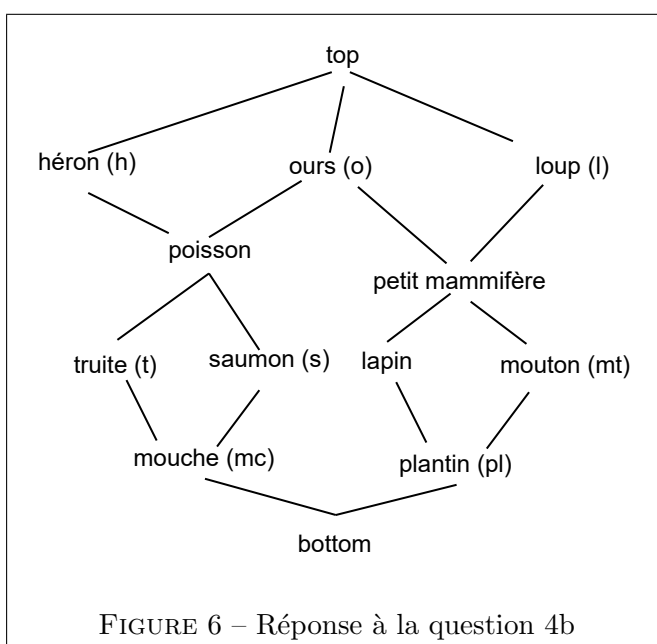 top
héron (h) ours (o) loup (l)
poisson
petit mammifère
truite (t) saumon (s) lapin mouton (mt)
mouche (mc) plantin (pl)
bottom
FIGURE 6 – Réponse à la question 4b